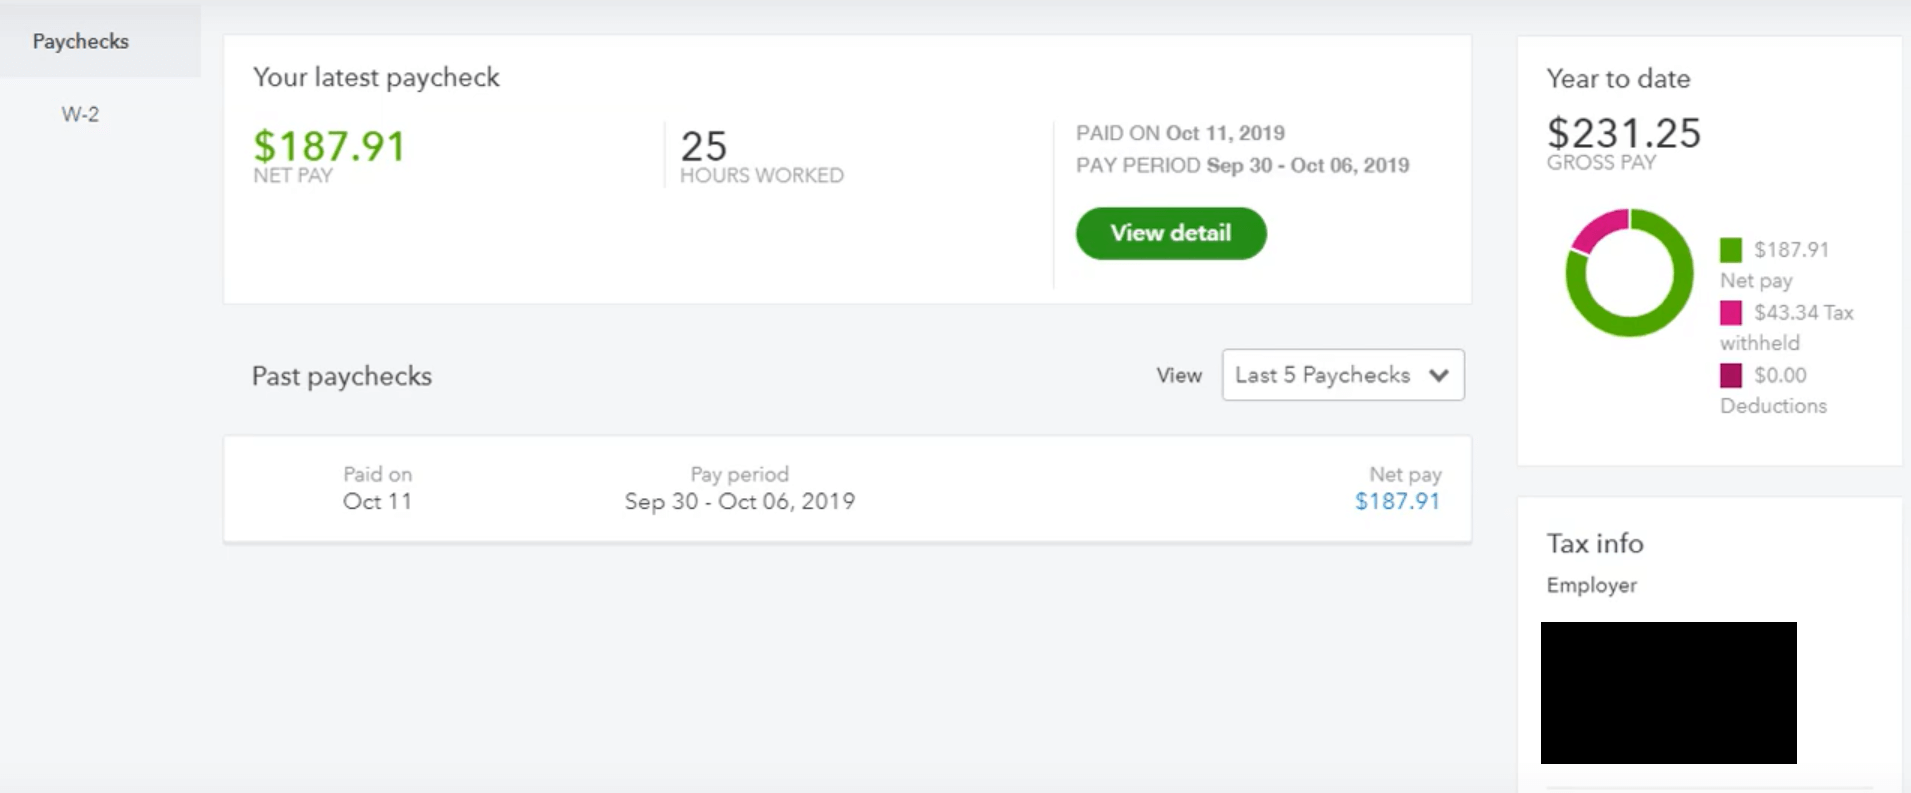 Paychecks
W-2
Your latest paycheck
$187.91
NET PAY
25
HOURS WORKED
PAID ON Oct 11, 2019
PAY PERIOD Sep 30 - Oct 06, 2019
View detail
Past paychecks
View
Last 5 Paychecks
Paid on
Oct 11
Pay period
Sep 30 - Oct 06, 2019
Net pay
$187.91
Year to date
$231.25
GROSS PAY
$187.91
Net pay
$43.34 Tax
withheld
$0.00
Deductions
Tax info
Employer